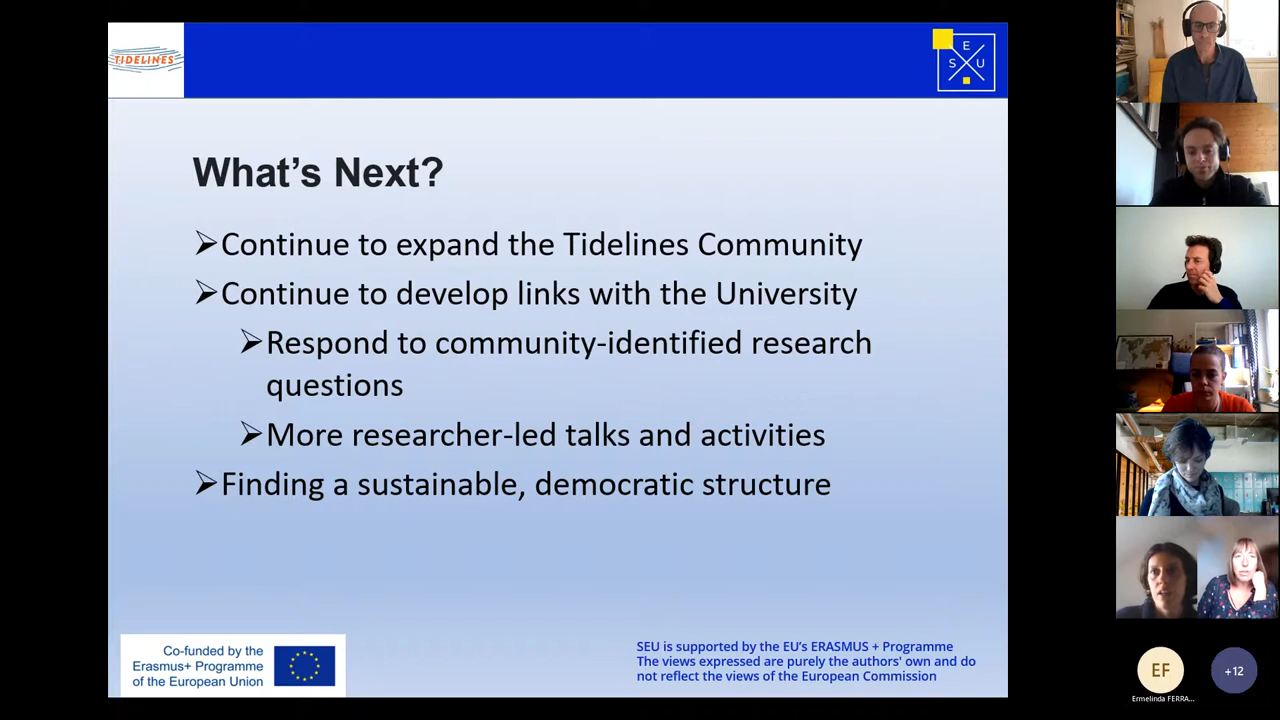 TIDELINES
E
S U
What's Next?
➢Continue to expand the Tidelines Community
➢Continue to develop links with the University
➢Respond to community-identified research
questions
➢More researcher-led talks and activities
➢Finding a sustainable, democratic structure
Co-funded by the
Erasmus+ Programme
of the European Union
SEU is supported by the EU's ERASMUS + Programme
The views expressed are purely the authors' own and do
not reflect the views of the European Commission
EF
+12
Ermelinda FERRA...